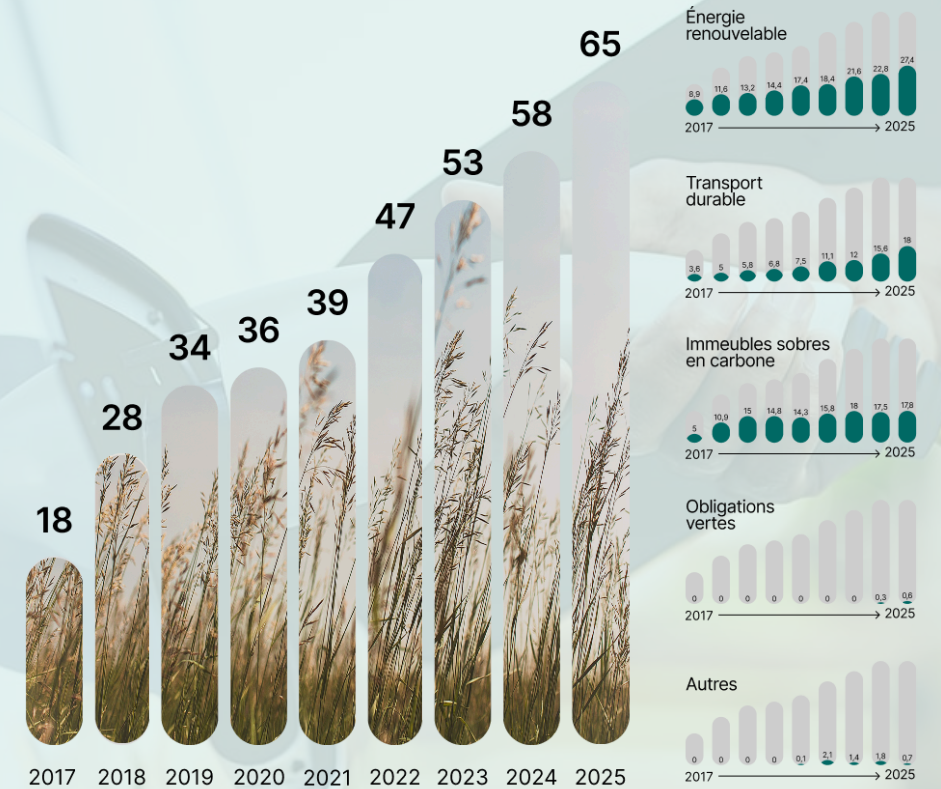 18
28
34
36
39
47
53
58
65
2017 2018 2019 2020 2021 2022 2023 2024 2025
Énergie
renouvelable
8,9 11,6 13,2 14,4 17,4 18,4 21,6 22,8 27,4
2017 2025
Transport
durable
3,6 5 5,8 6,8 7,5 11,1 12 15,6 18
2017 2025
Immeubles sobres
en carbone
5 10,9 15 14,8 14,3 15,8 18 17,5 17,8
2017 2025
Obligations
vertes
0 0 0 0 0 0 0 0,3 0,6
2017 2025
Autres
0 0 0 0 0,1 2,1 1,4 1,8 0,7
2017 2025